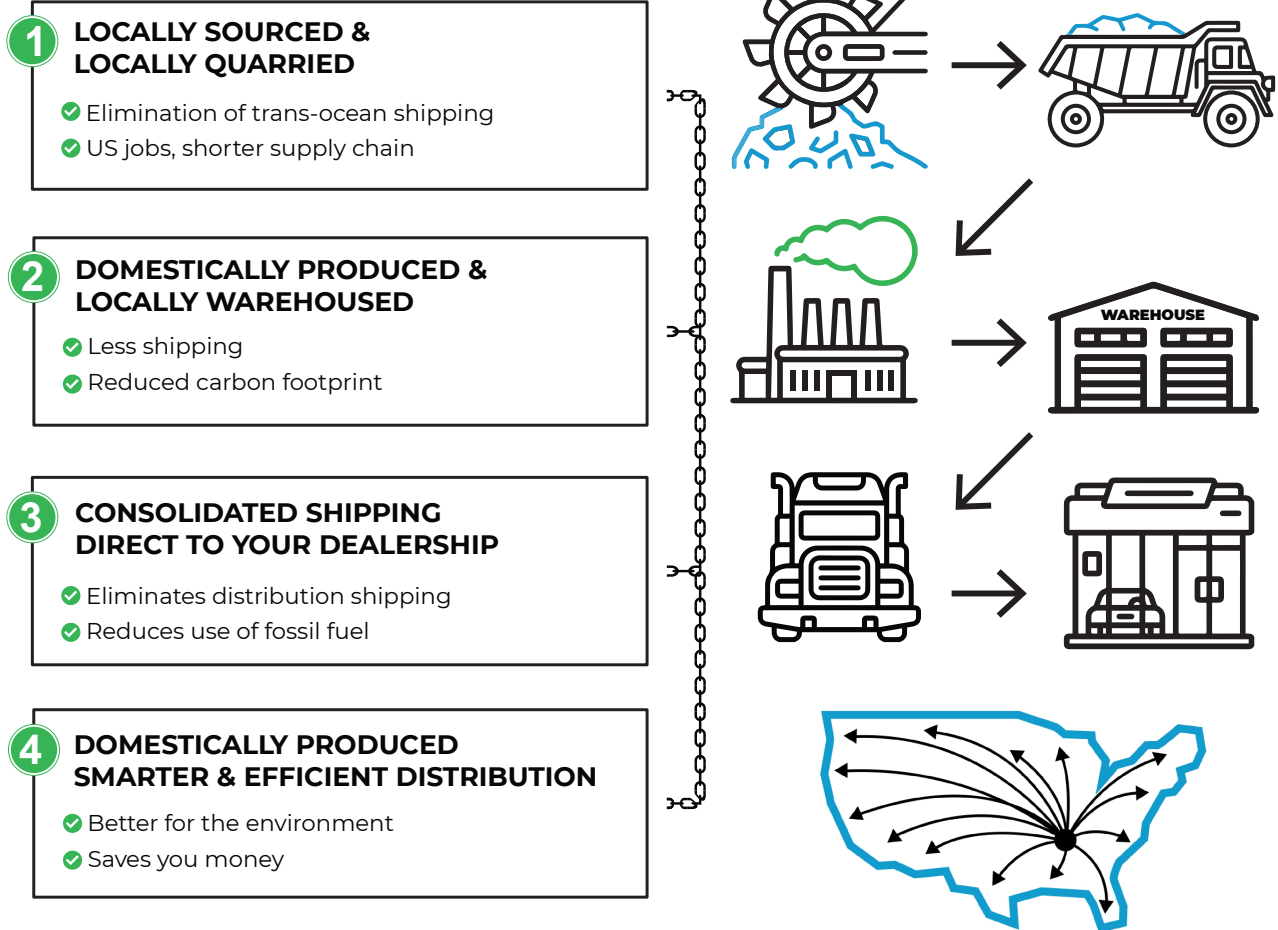 1
LOCALLY SOURCED &
LOCALLY QUARRIED
Elimination of trans-ocean shipping
US jobs, shorter supply chain
2
DOMESTICALLY PRODUCED &
LOCALLY WAREHOUSED
Less shipping
Reduced carbon footprint
WAREHOUSE
3
CONSOLIDATED SHIPPING
DIRECT TO YOUR DEALERSHIP
Eliminates distribution shipping
Reduces use of fossil fuel
4
DOMESTICALLY PRODUCED
SMARTER & EFFICIENT DISTRIBUTION
Better for the environment
Saves you money